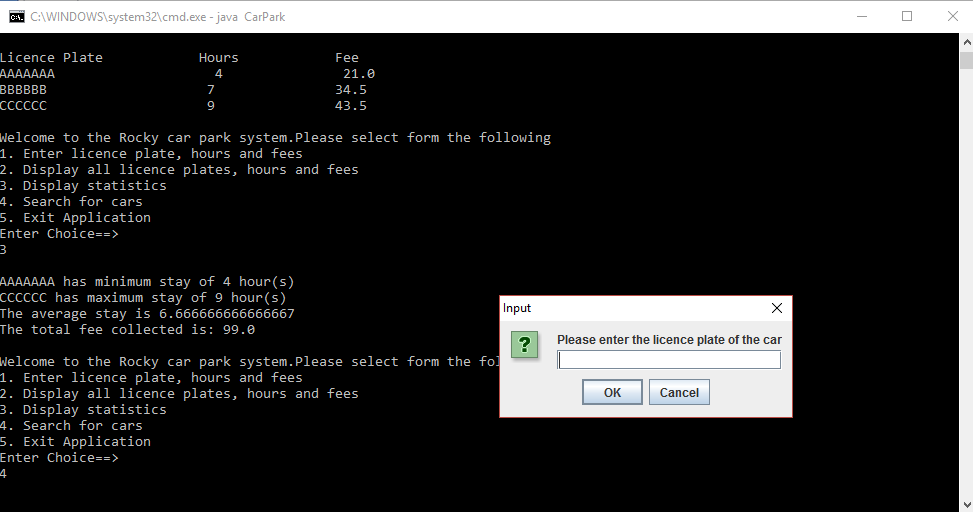 C:\WINDOWS\system32\cmd.exe - java CarPark
Licence Plate Hours Fee
AAAAAAA 4 21.0
BBBBBB 7 34.5
CCCCCC 9 43.5
Welcome to the Rocky car park system.Please select form the following
1. Enter licence plate, hours and fees
2. Display all licence plates, hours and fees
3. Display statistics
4. Search for cars
5. Exit Application
Enter Choice==>
3
AAAAAAA has minimum stay of 4 hour(s)
CCCCCC has maximum stay of 9 hour(s)
The average stay is 6.666666666666667
The total fee collected is: 99.0
Welcome to the Rocky car park system.Please select form the fol
1. Enter licence plate, hours and fees
2. Display all licence plates, hours and fees
3. Display statistics
4. Search for cars
5. Exit Application
Enter Choice==>
4
Input
Please enter the licence plate of the car
OK Cancel